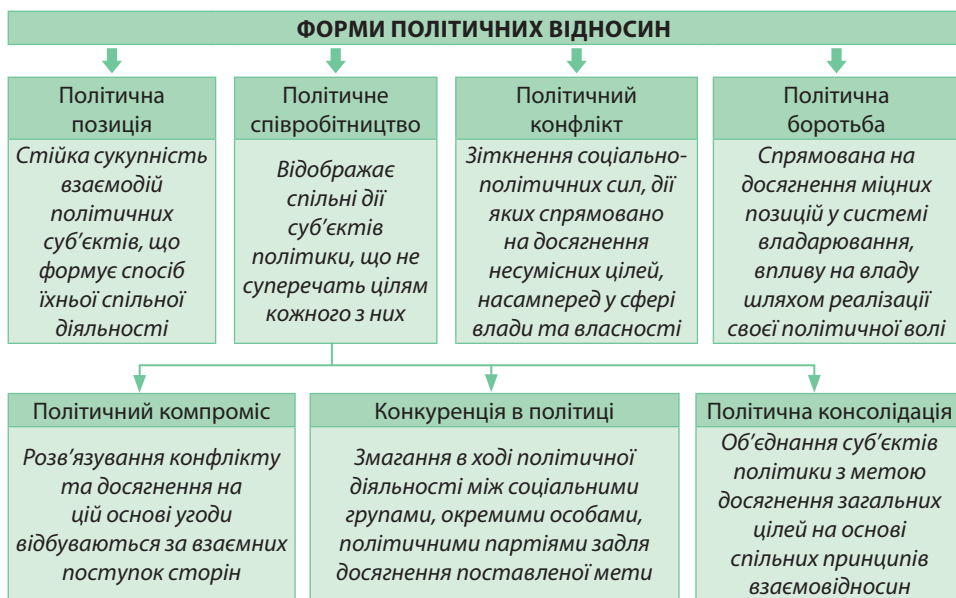 ФОРМИ ПОЛІТИЧНИХ ВІДНОСИН
Політична
позиція
Стійка сукупність
взаємодій
політичних
суб’єктів, що
формує спосіб
їхньої спільної
діяльності
Політичне
співробітництво
Відображає
спільні дії
суб’єктів
політики, що не
суперечать цілям
кожного з них
Політичний
конфлікт
Зіткнення соціально-
політичних сил, дії
яких спрямовано
на досягнення
несумісних цілей,
насамперед у сфері
влади та власності
Політична
боротьба
Спрямована на
досягнення міцних
позицій у системі
владарювання,
впливу на владу
шляхом реалізації
своєї політичної волі
Політичний компроміс
Розв’язування конфлікту
та досягнення на
цій основі угоди
відбуваються за взаємних
поступок сторін
Конкуренція в політиці
Змагання в ході політичної
діяльності між соціальними
групами, окремими особами,
політичними партіями задля
досягнення поставленої мети
Політична консолідація
Об’єднання суб’єктів
політики з метою
досягнення загальних
цілей на основі
спільних принципів
взаємовідносин